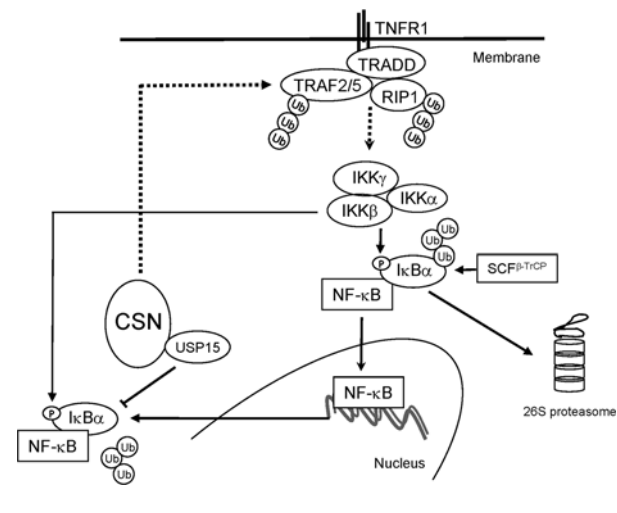 TNFR1
Membrane
TRADD
TRAF2/5
RIP1
Ub
Ub
Ub
Ub
Ub
Ub
IKKγ
IKKα
IKKβ
Ub
Ub
Ub
P
IκBα
SCFβ-TrCP
NF-κB
CSN
USP15
NF-κB
26S proteasome
P
IκBα
NF-κB
Ub
Ub
Ub
Nucleus